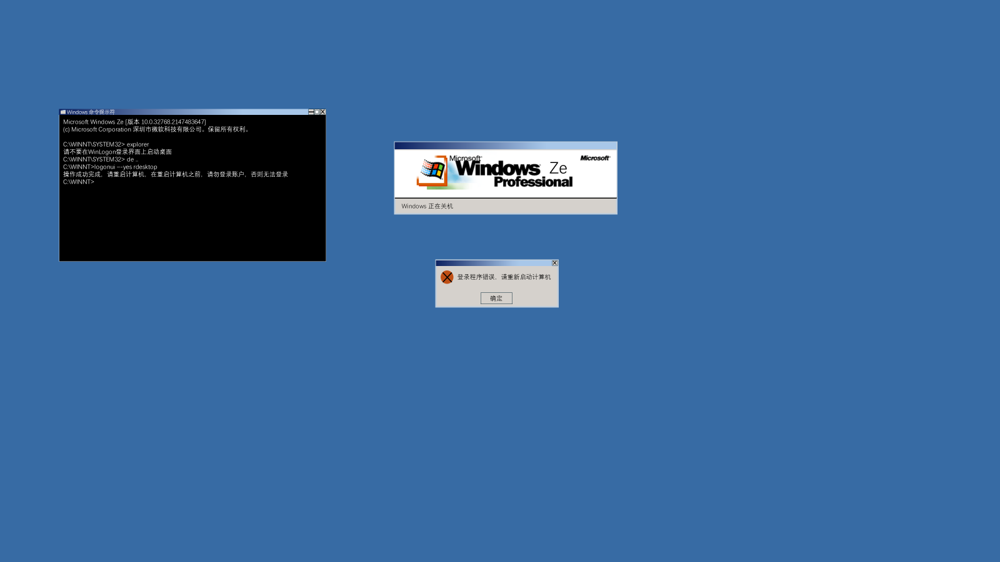 Windows 命令提示符
Microsoft Windows Ze [版本 10.0.32768.2147483647]
(c) Microsoft Corporation 深圳市微软科技有限公司。保留所有权利。
C:\WINNT\SYSTEM32> explorer
请不要在WinLogon登录界面上启动桌面
C:\WINNT\SYSTEM32> de ..
C:\WINNT>logonui --yes rdesktop
操作成功完成，请重启计算机，在重启计算机之前，请勿登录账户，否则无法登录
C:\WINNT>
Microsoft
Windows Ze
Professional
Microsoft
Windows 正在关机
登录程序错误，请重新启动计算机
确定